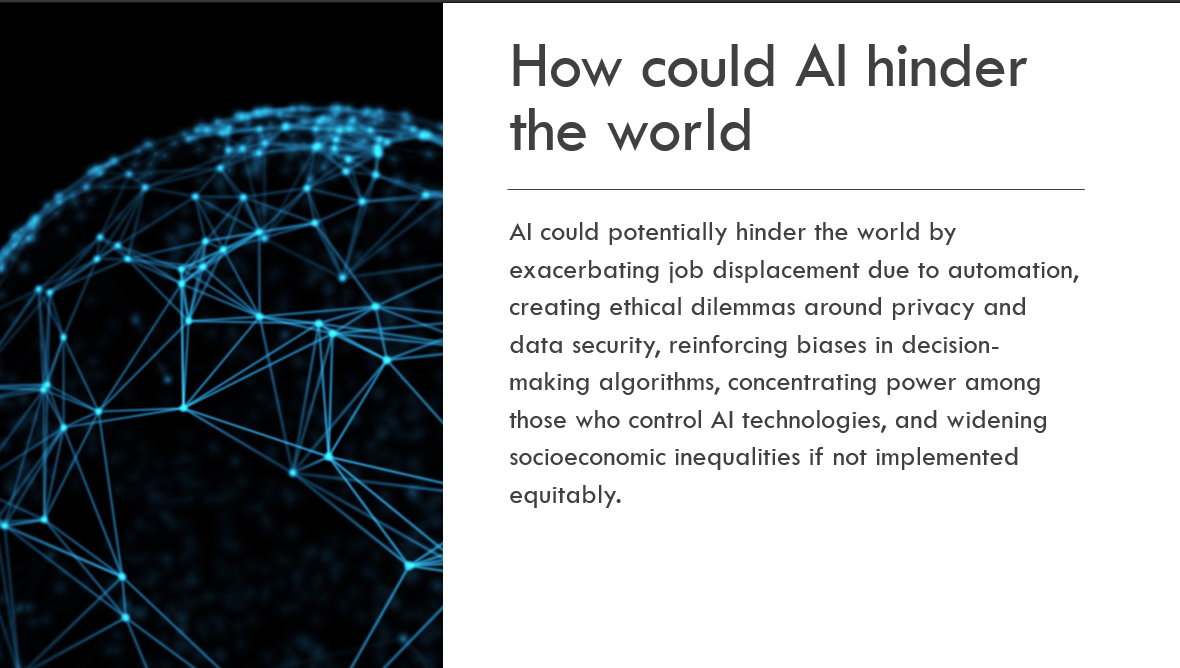 How could AI hinder
the world
AI could potentially hinder the world by
exacerbating job displacement due to automation,
creating ethical dilemmas around privacy and
data security, reinforcing biases in decision-
making algorithms, concentrating power among
those who control AI technologies, and widening
socioeconomic inequalities if not implemented
equitably.